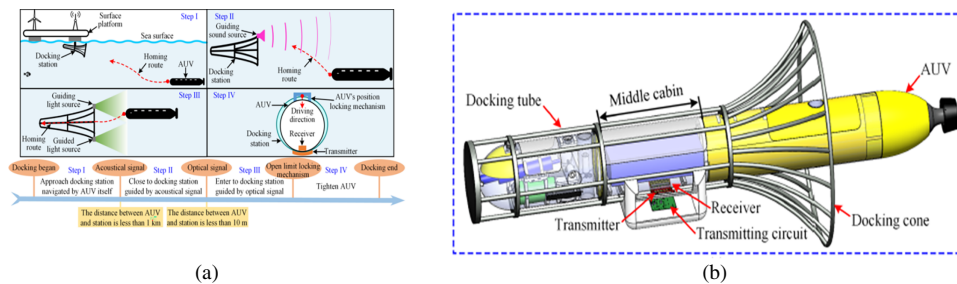 Surface
platform
Step I
Sea surface
Docking
station
Homing
route
AUV
Step II
Guiding
sound source
Docking
station
Homing
route
Guiding
light source
Step III
Homing
route
Guided
light source
Step IV
AUV's position
locking mechanism
AUV
Driving
direction
Docking
station
Receiver
Transmitter
Docking began
Step I
Acoustical signal
Step II
Optical signal
Step III
Open limit locking
mechanism
Step IV
Docking end
Approach docking station
navigated by AUV itself
Close to docking station
guided by acoustical signal
Enter to docking station
guided by optical signal
Tighten AUV
The distance between AUV
and station is less than 1 km
The distance between AUV
and station is less than 10 m
(a)
AUV
Middle cabin
Docking tube
Receiver
Transmitter
Transmitting circuit
Docking cone
(b)